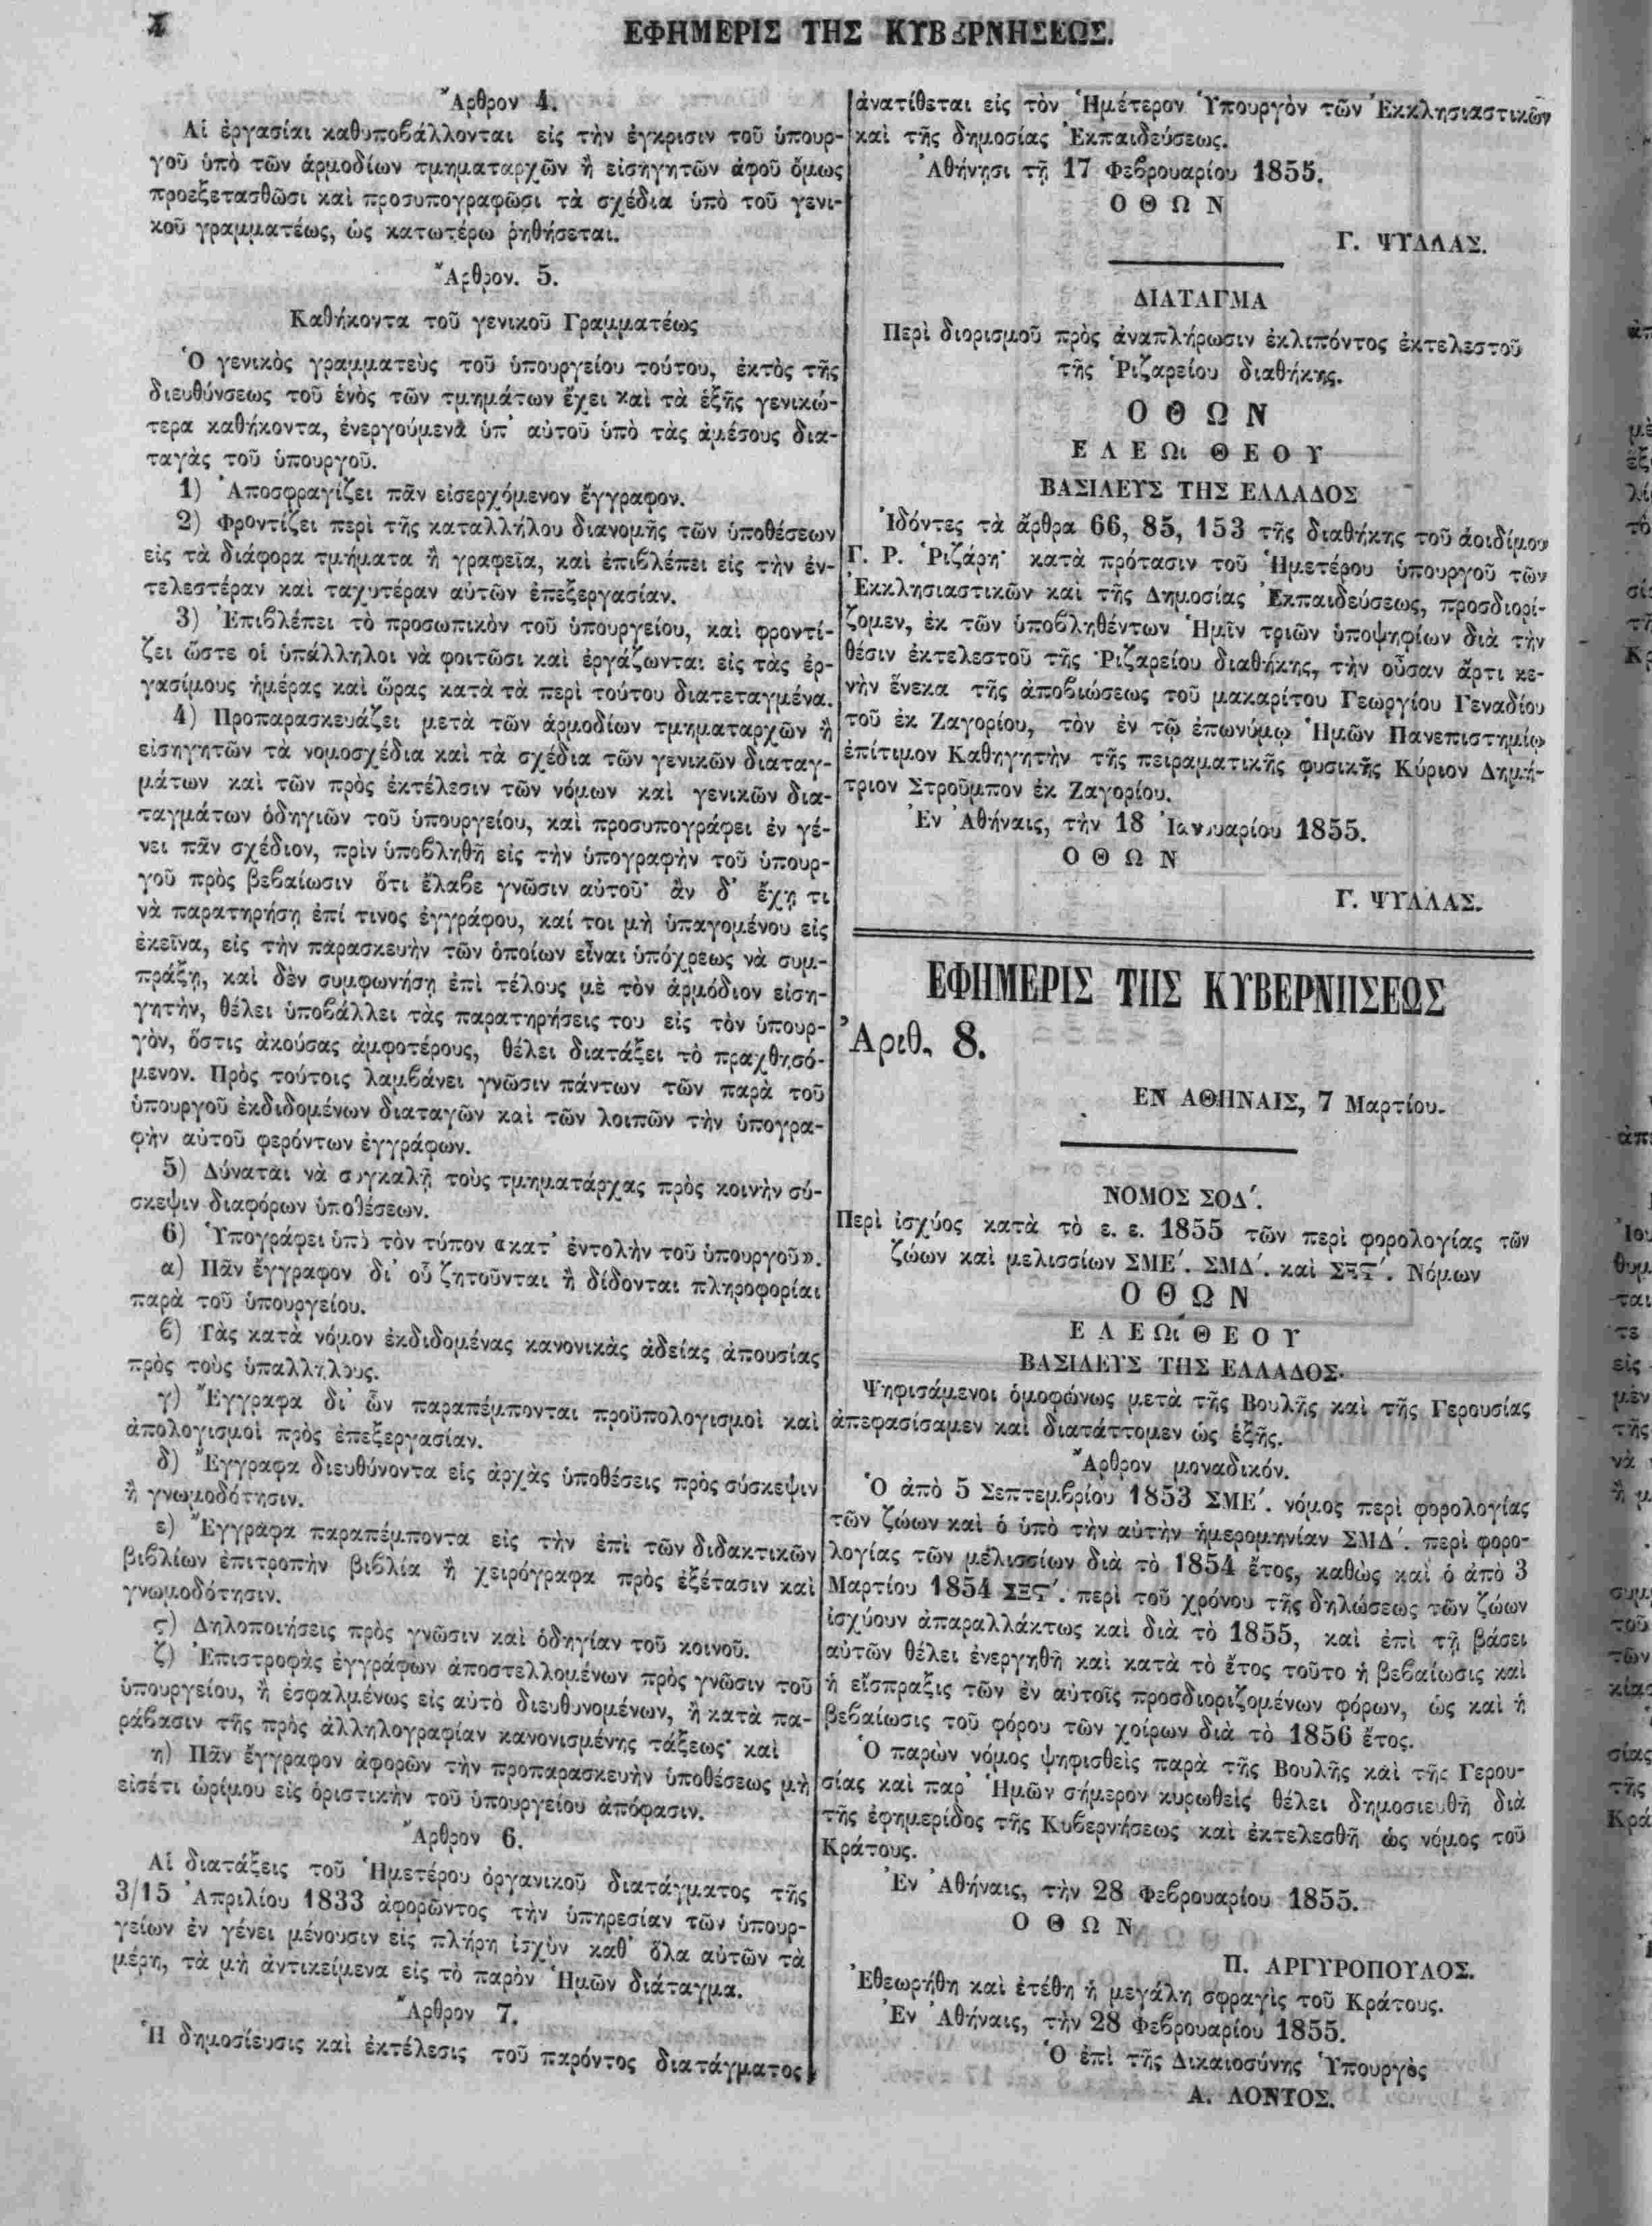 4
ΕΦΗΜΕΡΙΣ ΤΗΣ ΚΥΒΕΡΝΗΣΕΩΣ.
Ἄρθρον 4.
Αἱ ἐργασίαι καθυποβάλλονται εἰς τὴν ἔγκρισιν τοῦ ὑπουρ-
γοῦ ὑπὸ τῶν ἁρμοδίων τμηματαρχῶν ἢ εἰσηγητῶν ἀφοῦ ὅμως
προεξετασθῶσι καὶ προσυπογραφῶσι τὰ σχέδια ὑπὸ τοῦ γενι-
κοῦ γραμματέως, ὡς κατωτέρω ῥηθήσεται.
Ἄρθρον. 5.
Καθήκοντα τοῦ γενικοῦ Γραμματέως
Ὁ γενικὸς γραμματεὺς τοῦ ὑπουργείου τούτου, ἐκτὸς τῆς
διευθύνσεως τοῦ ἑνὸς τῶν τμημάτων ἔχει καὶ τὰ ἑξῆς γενικώ-
τερα καθήκοντα, ἐνεργούμενα ὑπ' αὐτοῦ ὑπὸ τὰς ἀμέσους δια-
ταγὰς τοῦ ὑπουργοῦ.
1) Ἀποσφραγίζει πᾶν εἰσερχόμενον ἔγγραφον.
2) Φροντίζει περὶ τῆς καταλλήλου διανομῆς τῶν ὑποθέσεων
εἰς τὰ διάφορα τμήματα ἢ γραφεῖα, καὶ ἐπιβλέπει εἰς τὴν ἐν-
τελεστέραν καὶ ταχυτέραν αὐτῶν ἐπεξεργασίαν.
3) Ἐπιβλέπει τὸ προσωπικὸν τοῦ ὑπουργείου, καὶ φροντί-
ζει ὥστε οἱ ὑπάλληλοι νὰ φοιτῶσι καὶ ἐργάζωνται εἰς τὰς ἐρ-
γασίμους ἡμέρας καὶ ὥρας κατὰ τὰ περὶ τούτου διατεταγμένα.
4) Προπαρασκευάζει μετὰ τῶν ἁρμοδίων τμηματαρχῶν ἢ
εἰσηγητῶν τὰ νομοσχέδια καὶ τὰ σχέδια τῶν γενικῶν διαταγ-
μάτων καὶ τῶν πρὸς ἐκτέλεσιν τῶν νόμων καὶ γενικῶν δια-
ταγμάτων ὁδηγιῶν τοῦ ὑπουργείου, καὶ προσυπογράφει ἐν γέ-
νει πᾶν σχέδιον, πρὶν ὑποβληθῇ εἰς τὴν ὑπογραφὴν τοῦ ὑπουρ-
γοῦ πρὸς βεβαίωσιν ὅτι ἔλαβε γνῶσιν αὐτοῦ· ἂν δ' ἔχῃ τι
νὰ παρατηρήσῃ ἐπί τινος ἐγγράφου, καί τοι μὴ ὑπαγομένου εἰς
ἐκεῖνα, εἰς τὴν παρασκευὴν τῶν ὁποίων εἶναι ὑπόχρεως νὰ συμ-
πράξῃ, καὶ δὲν συμφωνήσῃ ἐπὶ τέλους μὲ τὸν ἁρμόδιον εἰση-
γητὴν, θέλει ὑποβάλλει τὰς παρατηρήσεις του εἰς τὸν ὑπουρ-
γὸν, ὅστις ἀκούσας ἀμφοτέρους, θέλει διατάξει τὸ πραχθησό-
μενον. Πρὸς τούτοις λαμβάνει γνῶσιν πάντων τῶν παρὰ τοῦ
ὑπουργοῦ ἐκδιδομένων διαταγῶν καὶ τῶν λοιπῶν τὴν ὑπογρα-
φὴν αὐτοῦ φερόντων ἐγγράφων.
5) Δύναται νὰ συγκαλῇ τοὺς τμηματάρχας πρὸς κοινὴν σύ-
σκεψιν διαφόρων ὑποθέσεων.
6) Ὑπογράφει ὑπὸ τὸν τύπον «κατ' ἐντολὴν τοῦ ὑπουργοῦ».
α) Πᾶν ἔγγραφον δι' οὗ ζητοῦνται ἢ δίδονται πληροφορίαι
παρὰ τοῦ ὑπουργείου.
β) Τὰς κατὰ νόμον ἐκδιδομένας κανονικὰς ἀδείας ἀπουσίας
πρὸς τοὺς ὑπαλλήλους.
γ) Ἔγγραφα δι' ὧν παραπέμπονται προϋπολογισμοὶ καὶ
ἀπολογισμοὶ πρὸς ἐπεξεργασίαν.
δ) Ἔγγραφα διευθύνοντα εἰς ἀρχὰς ὑποθέσεις πρὸς σύσκεψιν
ἢ γνωμοδότησιν.
ε) Ἔγγραφα παραπέμποντα εἰς τὴν ἐπὶ τῶν διδακτικῶν
βιβλίων ἐπιτροπὴν βιβλία ἢ χειρόγραφα πρὸς ἐξέτασιν καὶ
γνωμοδότησιν.
ς) Δηλοποιήσεις πρὸς γνῶσιν καὶ ὁδηγίαν τοῦ κοινοῦ.
ζ) Ἐπιστροφὰς ἐγγράφων ἀποστελλομένων πρὸς γνῶσιν τοῦ
ὑπουργείου, ἢ ἐσφαλμένως εἰς αὐτὸ διευθυνομένων, ἢ κατὰ πα-
ράβασιν τῆς πρὸς ἀλληλογραφίαν κανονισμένης τάξεως· καὶ
η) Πᾶν ἔγγραφον ἀφορῶν τὴν προπαρασκευὴν ὑποθέσεως μὴ
εἰσέτι ὡρίμου εἰς ὁριστικὴν τοῦ ὑπουργείου ἀπόφασιν.
Ἄρθρον 6.
Αἱ διατάξεις τοῦ Ἡμετέρου ὀργανικοῦ διατάγματος τῆς
3/15 Ἀπριλίου 1833 ἀφορῶντος τὴν ὑπηρεσίαν τῶν ὑπουρ-
γείων ἐν γένει μένουσιν εἰς πλήρη ἰσχὺν καθ' ὅλα αὐτῶν τὰ
μέρη, τὰ μὴ ἀντικείμενα εἰς τὸ παρὸν Ἡμῶν διάταγμα.
Ἄρθρον 7.
Ἡ δημοσίευσις καὶ ἐκτέλεσις τοῦ παρόντος διατάγματος
ἀνατίθεται εἰς τὸν Ἡμέτερον Ὑπουργὸν τῶν Ἐκκλησιαστικῶν
καὶ τῆς δημοσίας Ἐκπαιδεύσεως.
Ἀθήνησι τῇ 17 Φεβρουαρίου 1855.
ΟΘΩΝ
Γ. ΨΥΛΛΑΣ.
ΔΙΑΤΑΓΜΑ
Περὶ διορισμοῦ πρὸς ἀναπλήρωσιν ἐκλιπόντος ἐκτελεστοῦ
τῆς Ῥιζαρείου διαθήκης.
ΟΘΩΝ
ΕΛΕΩι ΘΕΟΥ
ΒΑΣΙΛΕΥΣ ΤΗΣ ΕΛΛΑΔΟΣ
Ἰδόντες τὰ ἄρθρα 66, 85, 153 τῆς διαθήκης τοῦ ἀοιδίμου
Γ. Ρ. Ῥιζάρη· κατὰ πρότασιν τοῦ Ἡμετέρου ὑπουργοῦ τῶν
Ἐκκλησιαστικῶν καὶ τῆς Δημοσίας Ἐκπαιδεύσεως, προσδιορί-
ζομεν, ἐκ τῶν ὑποβληθέντων Ἡμῖν τριῶν ὑποψηφίων διὰ τὴν
θέσιν ἐκτελεστοῦ τῆς Ῥιζαρείου διαθήκης, τὴν οὖσαν ἄρτι κε-
νὴν ἕνεκα τῆς ἀποβιώσεως τοῦ μακαρίτου Γεωργίου Γεναδίου
τοῦ ἐκ Ζαγορίου, τὸν ἐν τῷ ἐπωνύμῳ Ἡμῶν Πανεπιστημίῳ
ἐπίτιμον Καθηγητὴν τῆς πειραματικῆς φυσικῆς Κύριον Δημή-
τριον Στροῦμπον ἐκ Ζαγορίου.
Ἐν Ἀθήναις, τὴν 18 Ἰανουαρίου 1855.
ΟΘΩΝ
Γ. ΨΥΛΛΑΣ.
ΕΦΗΜΕΡΙΣ ΤΗΣ ΚΥΒΕΡΝΗΣΕΩΣ
Ἀριθ. 8.
ΕΝ ΑΘΗΝΑΙΣ, 7 Μαρτίου.
ΝΟΜΟΣ ΣΟΔ´.
Περὶ ἰσχύος κατὰ τὸ ε. ε. 1855 τῶν περὶ φορολογίας τῶν
ζώων καὶ μελισσίων ΣΜΕ´. ΣΜΔ´. καὶ ΣΞϚ´. Νόμων
ΟΘΩΝ
ΕΛΕΩι ΘΕΟΥ
ΒΑΣΙΛΕΥΣ ΤΗΣ ΕΛΛΑΔΟΣ.
Ψηφισάμενοι ὁμοφώνως μετὰ τῆς Βουλῆς καὶ τῆς Γερουσίας
ἀπεφασίσαμεν καὶ διατάττομεν ὡς ἑξῆς.
Ἄρθρον μοναδικόν.
Ὁ ἀπὸ 5 Σεπτεμβρίου 1853 ΣΜΕ´. νόμος περὶ φορολογίας
τῶν ζώων καὶ ὁ ὑπὸ τὴν αὐτὴν ἡμερομηνίαν ΣΜΔ´. περὶ φορο-
λογίας τῶν μελισσίων διὰ τὸ 1854 ἔτος, καθὼς καὶ ὁ ἀπὸ 3
Μαρτίου 1854 ΣΞϚ´. περὶ τοῦ χρόνου τῆς δηλώσεως τῶν ζώων
ἰσχύουν ἀπαραλλάκτως καὶ διὰ τὸ 1855, καὶ ἐπὶ τῇ βάσει
αὐτῶν θέλει ἐνεργηθῆ καὶ κατὰ τὸ ἔτος τοῦτο ἡ βεβαίωσις καὶ
ἡ εἴσπραξις τῶν ἐν αὐτοῖς προσδιοριζομένων φόρων, ὡς καὶ ἡ
βεβαίωσις τοῦ φόρου τῶν χοίρων διὰ τὸ 1856 ἔτος.
Ὁ παρὼν νόμος ψηφισθεὶς παρὰ τῆς Βουλῆς καὶ τῆς Γερου-
σίας καὶ παρ' Ἡμῶν σήμερον κυρωθεὶς θέλει δημοσιευθῆ διὰ
τῆς ἐφημερίδος τῆς Κυβερνήσεως καὶ ἐκτελεσθῆ ὡς νόμος τοῦ
Κράτους.
Ἐν Ἀθήναις, τὴν 28 Φεβρουαρίου 1855.
ΟΘΩΝ
Π. ΑΡΓΥΡΟΠΟΥΛΟΣ.
Ἐθεωρήθη καὶ ἐτέθη ἡ μεγάλη σφραγὶς τοῦ Κράτους.
Ἐν Ἀθήναις, τὴν 28 Φεβρουαρίου 1855.
Ὁ ἐπὶ τῆς Δικαιοσύνης Ὑπουργὸς
Α. ΛΟΝΤΟΣ.